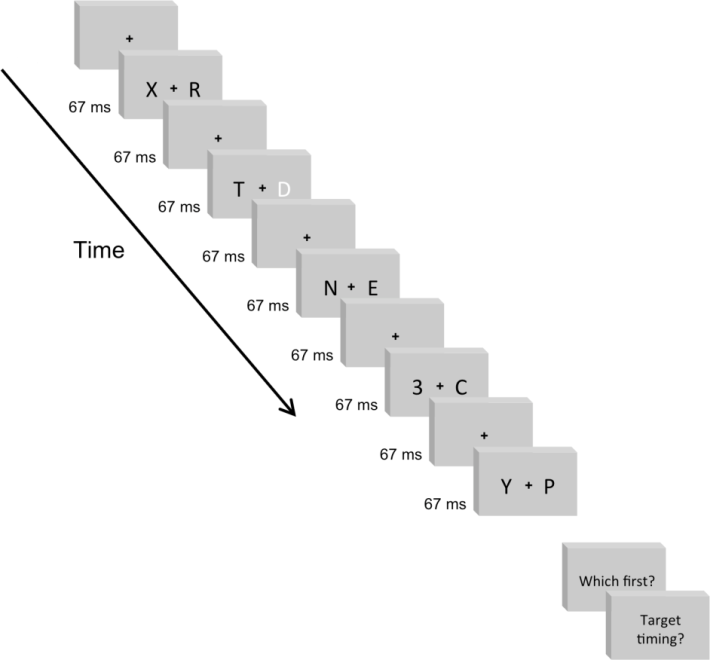 +
X + R
67 ms
+
67 ms
T + D
67 ms
+
67 ms
Time
N + E
67 ms
+
67 ms
3 + C
67 ms
+
67 ms
Y + P
67 ms
Which first?
Target
timing?